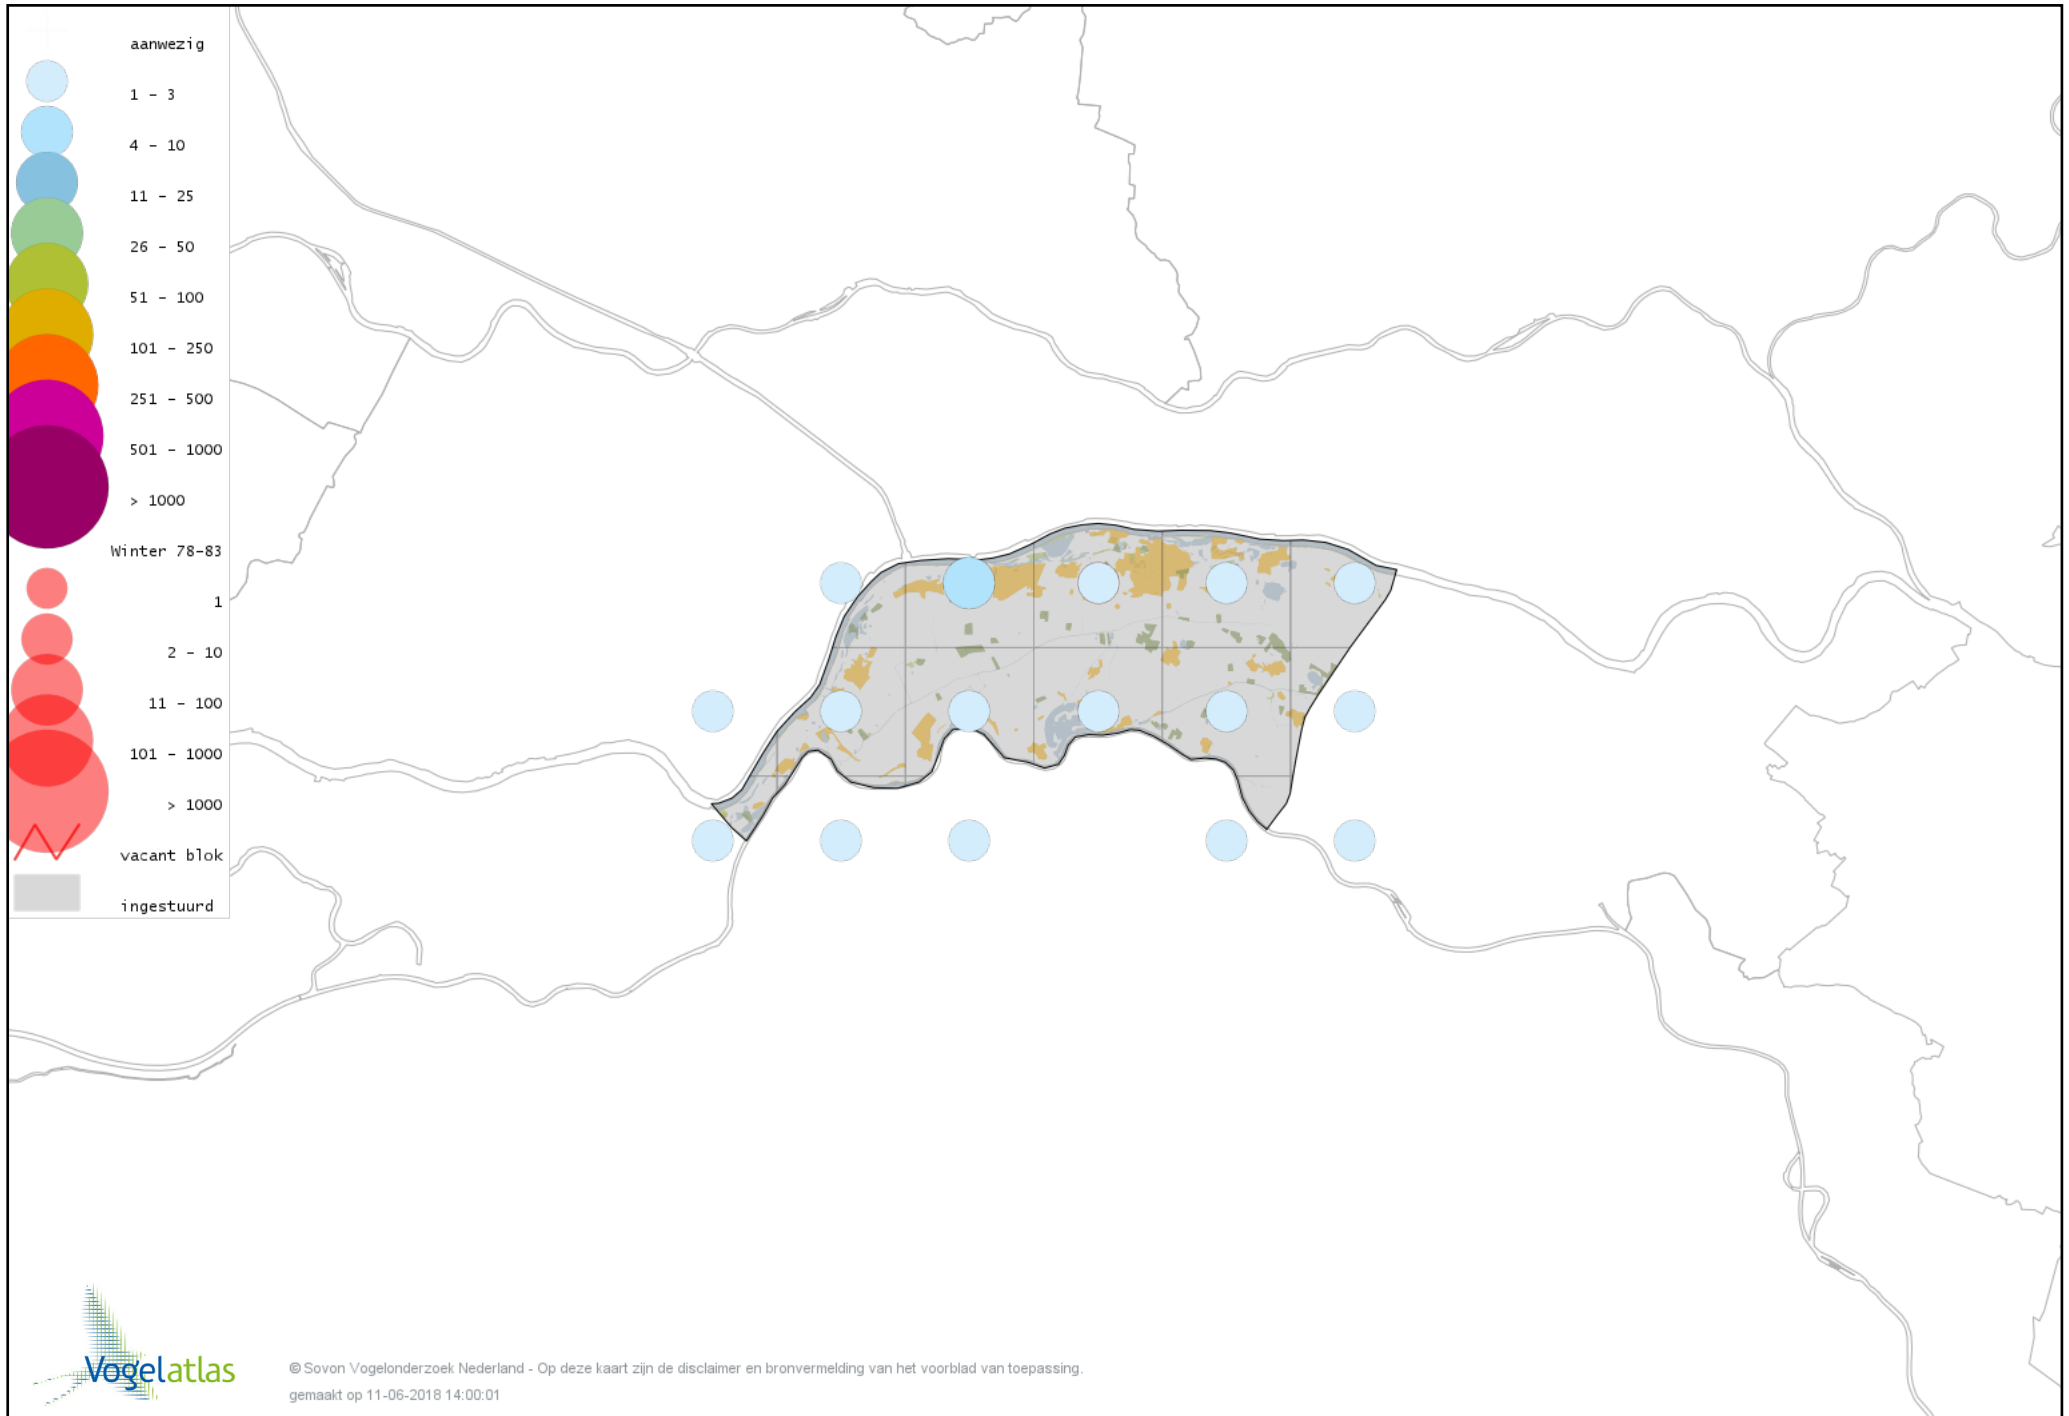 aanwezig
1 - 3
4 - 10
11 - 25
26 - 50
51 - 100
101 - 250
251 - 500
501 - 1000
> 1000
Winter 78-83
1
2 - 10
11 - 100
101 - 1000
> 1000
vacant blok
ingestuurd
Vogelatlas
© Sovon Vogelonderzoek Nederland - Op deze kaart zijn de disclaimer en bronvermelding van het voorblad van toepassing.
gemaakt op 11-06-2018 14:00:01